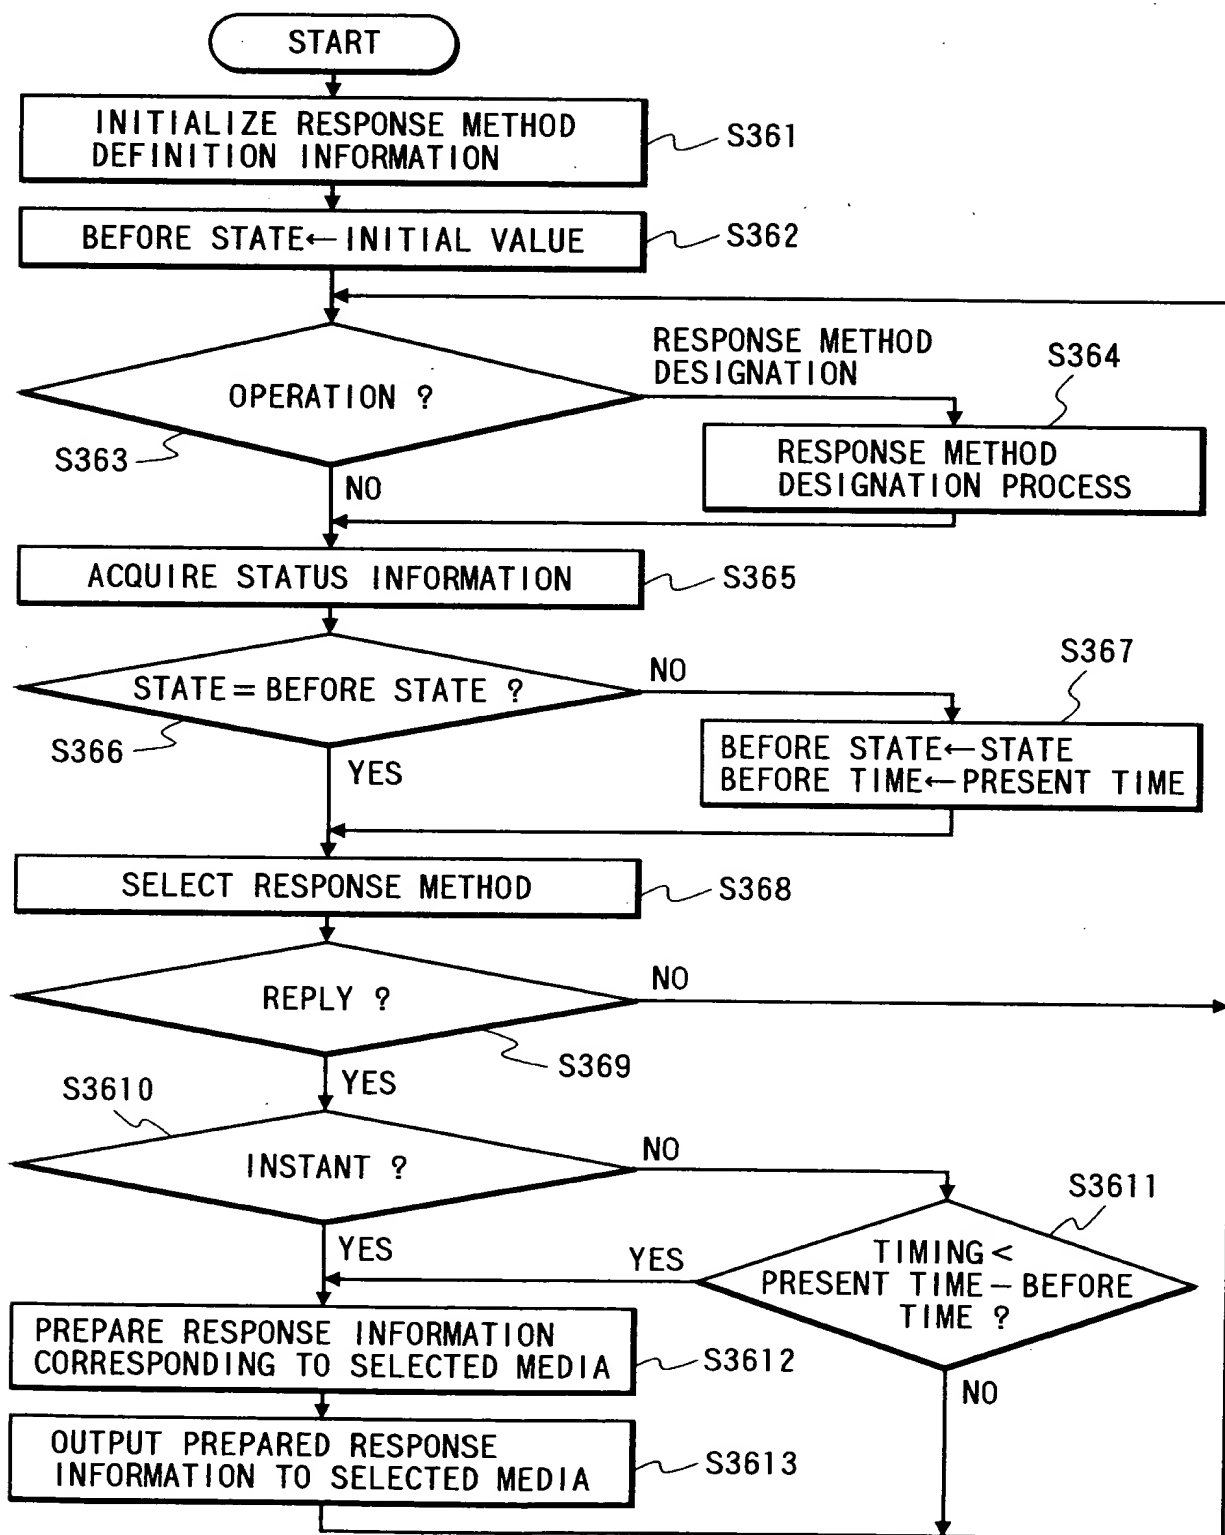 START
INITIALIZE RESPONSE METHOD
DEFINITION INFORMATION
S361
BEFORE STATE←INITIAL VALUE
S362
OPERATION ?
S363
RESPONSE METHOD
DESIGNATION
S364
RESPONSE METHOD
DESIGNATION PROCESS
NO
ACQUIRE STATUS INFORMATION
S365
STATE=BEFORE STATE ?
S366
NO
S367
BEFORE STATE←STATE
BEFORE TIME←PRESENT TIME
YES
SELECT RESPONSE METHOD
S368
REPLY ?
NO
S369
YES
S3610
INSTANT ?
NO
S3611
TIMING<
PRESENT TIME－BEFORE
TIME ?
YES
YES
NO
PREPARE RESPONSE INFORMATION
CORRESPONDING TO SELECTED MEDIA
S3612
OUTPUT PREPARED RESPONSE
INFORMATION TO SELECTED MEDIA
S3613